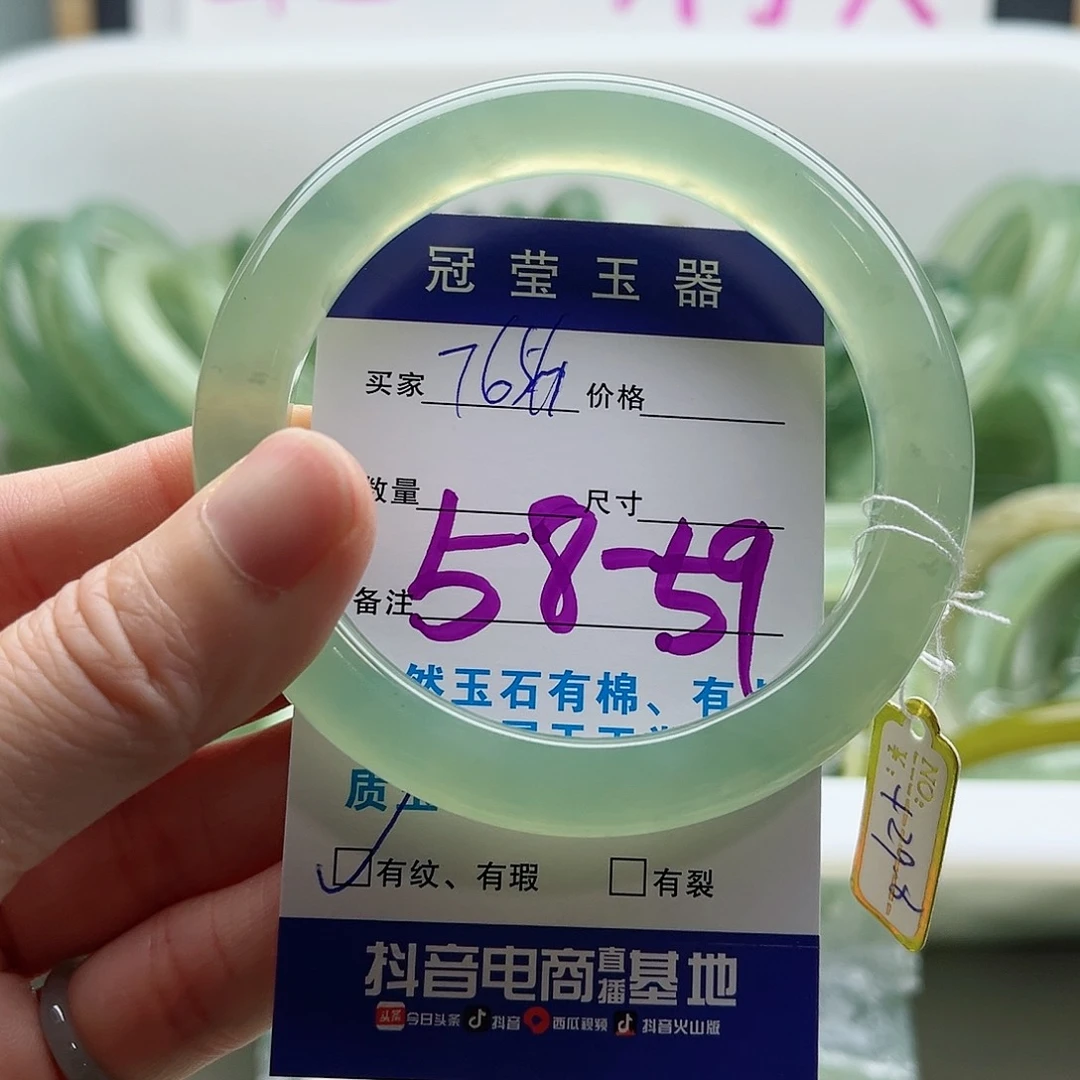 冠莹玉器
买家 价格
数量 尺寸
58-59
备注
然玉石有棉、有
质
有纹、有瑕 有裂
抖音电商直播基地
今日头条 抖音 西瓜视频 抖音火山版
NO: